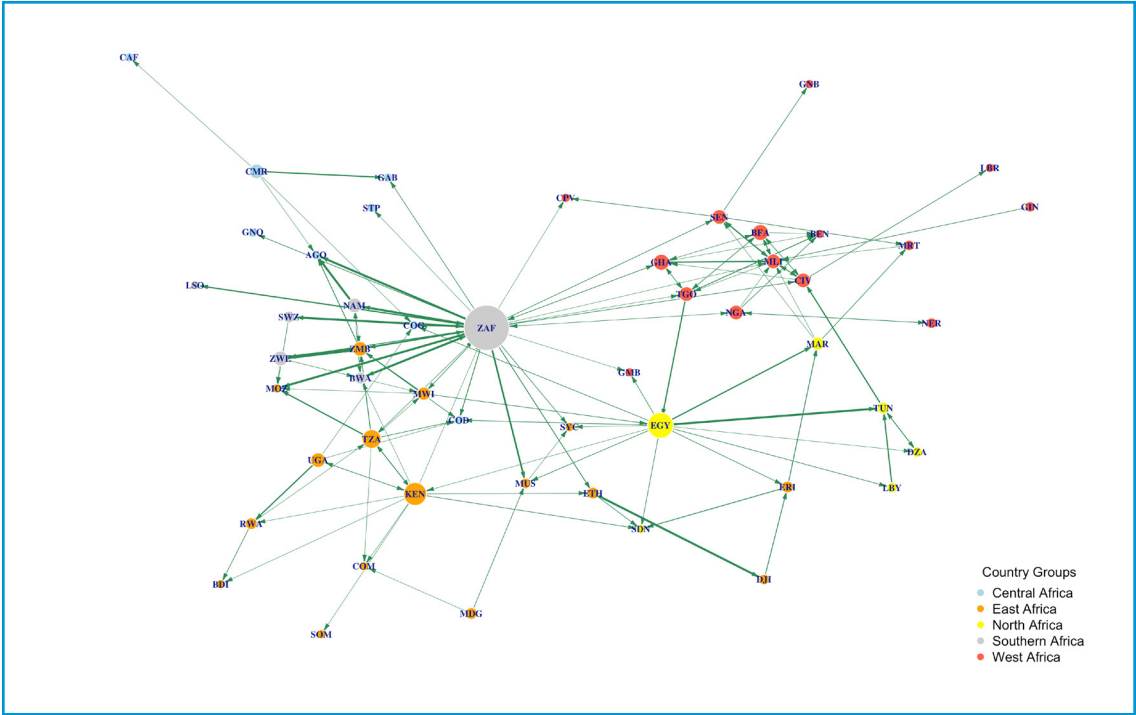 CAF
GNB
LBR
CMR
GAB
CPV
GIN
STP
SEN
GNQ
BFA
BEN
MRT
AGO
GHA
MLI
CIV
LSO
TGO
NAM
SWZ
COG
ZAF
NGA
NER
ZMB
MAR
ZWE
BWA
GMB
MOZ
MWI
TUN
COD
SYC
EGY
TZA
DZA
UGA
MUS
ETH
ERI
LBY
KEN
RWA
SDN
COM
DJI
BDI
MDG
SOM
Country Groups
Central Africa
East Africa
North Africa
Southern Africa
West Africa